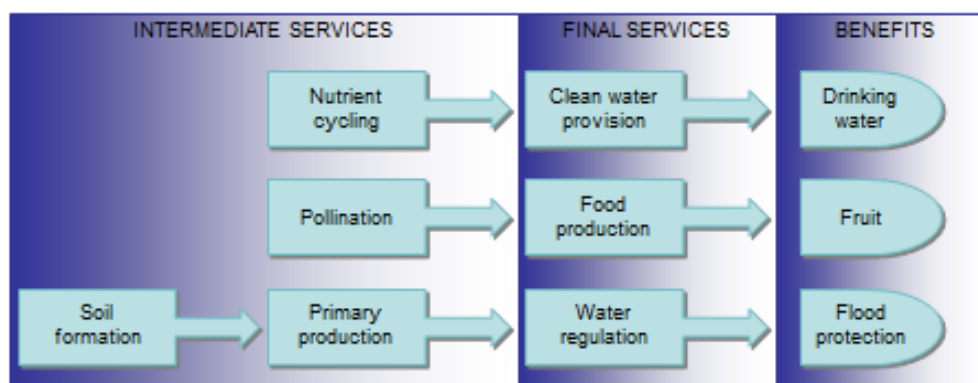 INTERMEDIATE SERVICES
FINAL SERVICES
BENEFITS
Nutrient
cycling
Clean water
provision
Drinking
water
Pollination
Food
production
Fruit
Soil
formation
Primary
production
Water
regulation
Flood
protection